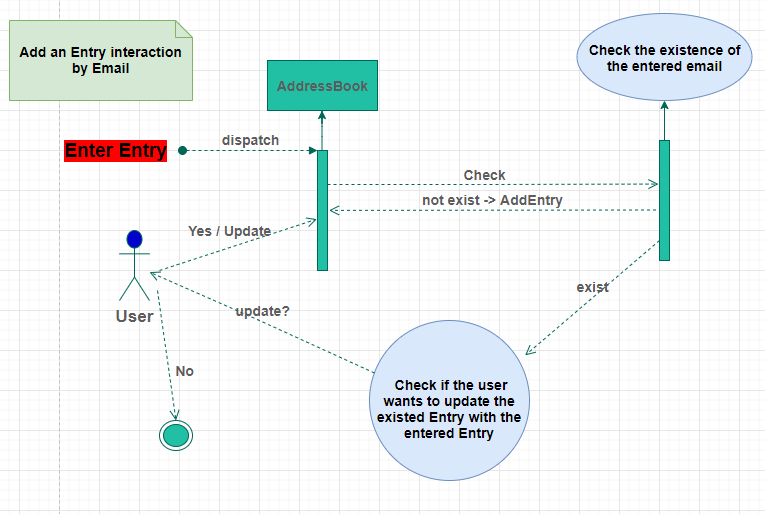 Add an Entry interaction
by Email
Check the existence of
the entered email
AddressBook
Enter Entry
dispatch
Check
not exist -> AddEntry
Yes / Update
exist
User
update?
No
Check if the user
wants to update the
existed Entry with the
entered Entry